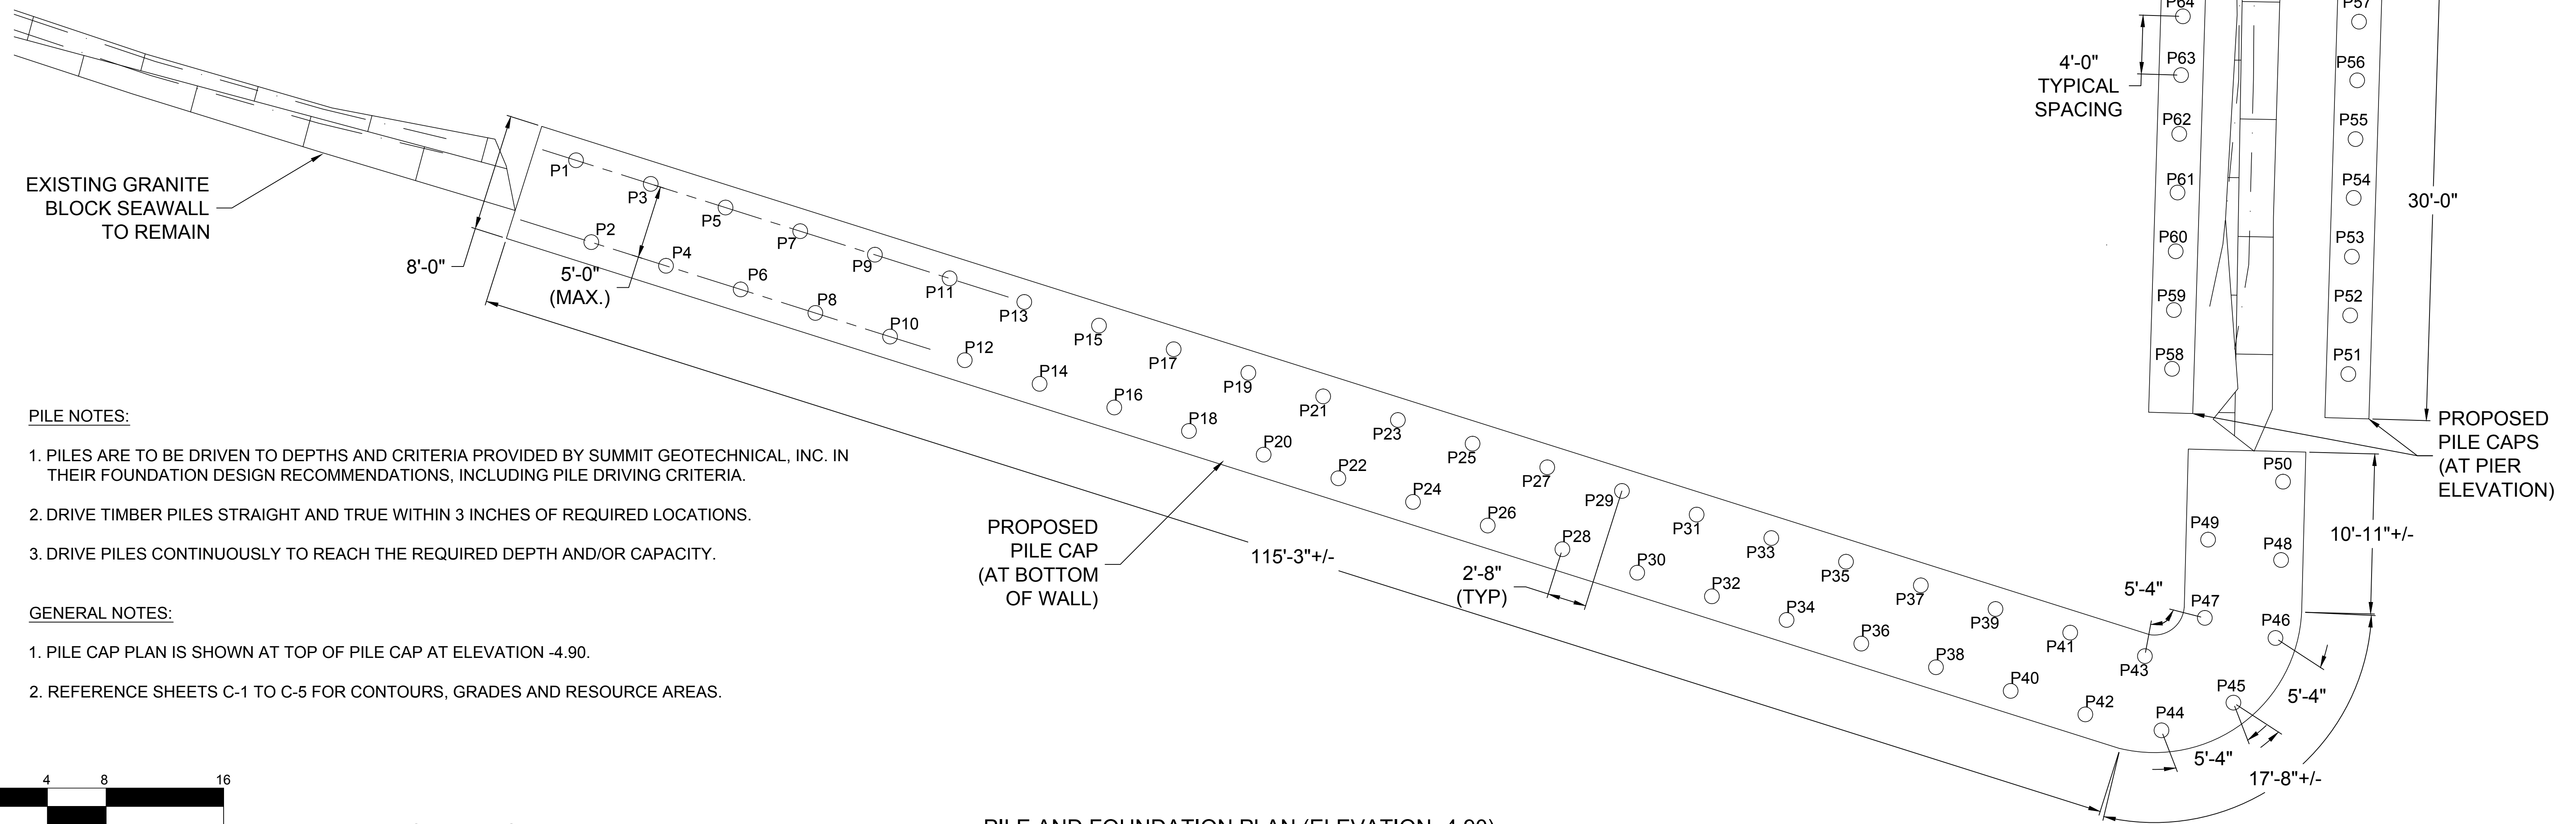 P64
P57
4'-0"
TYPICAL
SPACING
P63
P56
P62
P55
P61
P54
30'-0"
P60
P53
P59
P52
P58
P51
EXISTING GRANITE
BLOCK SEAWALL
TO REMAIN
8'-0"
5'-0"
(MAX.)
P1
P3
P5
P7
P9
P11
P13
P15
P17
P19
P21
P23
P25
P27
P29
P31
P33
P35
P37
P39
P41
P43
P2
P4
P6
P8
P10
P12
P14
P16
P18
P20
P22
P24
P26
P28
P30
P32
P34
P36
P38
P40
P42
P44
P45
P46
P47
P48
P49
P50
PROPOSED
PILE CAPS
(AT PIER
ELEVATION)
10'-11"+/-
5'-4"
5'-4"
5'-4"
17'-8"+/-
PROPOSED
PILE CAP
(AT BOTTOM
OF WALL)
115'-3"+/-
2'-8"
(TYP)
PILE NOTES:
1. PILES ARE TO BE DRIVEN TO DEPTHS AND CRITERIA PROVIDED BY SUMMIT GEOTECHNICAL, INC. IN
THEIR FOUNDATION DESIGN RECOMMENDATIONS, INCLUDING PILE DRIVING CRITERIA.
2. DRIVE TIMBER PILES STRAIGHT AND TRUE WITHIN 3 INCHES OF REQUIRED LOCATIONS.
3. DRIVE PILES CONTINUOUSLY TO REACH THE REQUIRED DEPTH AND/OR CAPACITY.
GENERAL NOTES:
1. PILE CAP PLAN IS SHOWN AT TOP OF PILE CAP AT ELEVATION -4.90.
2. REFERENCE SHEETS C-1 TO C-5 FOR CONTOURS, GRADES AND RESOURCE AREAS.
4 8 16
PILE AND FOUNDATION PLAN (ELEVATION -4.90)